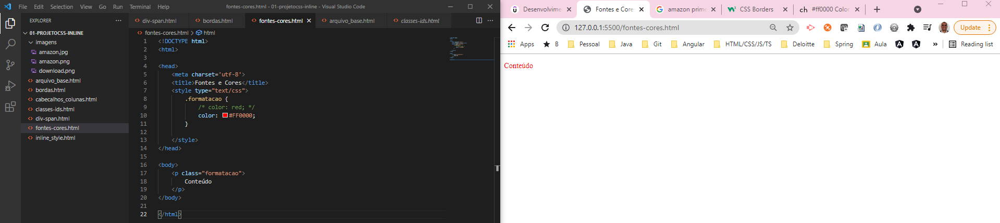 File Edit Selection View Go Run Terminal Help fontes-cores.html - 01-projetocss-inline - Visual Studio Code
EXPLORER
01-PROJETOCSS-INLINE
imagens
amazon.jpg
amazon.png
download.png
arquivo_base.html
bordas.html
cabecalhos_colunas.html
classes-ids.html
div-span.html
fontes-cores.html
inline_style.html
div-span.html bordas.html fontes-cores.html arquivo_base.html classes-ids.html
fontes-cores.html > html
1 <!DOCTYPE html>
2 <html>
3
4 <head>
5 <meta charset='utf-8'>
6 <title>Fontes e Cores</title>
7 <style type="text/css">
8 .formatacao {
9 /* color: red; */
10 color: #FF0000;
11 }
12
13 </style>
14 </head>
15
16 <body>
17 <p class="formatacao">
18 Conteúdo
19 </p>
20 </body>
21
22 </html>
Desenvolvime Fontes e Core amazon prime CSS Borders ch #ff0000 Color
127.0.0.1:5500/fontes-cores.html Update
Apps B Pessoal Java Git Angular HTML/CSS/JS/TS Deloitte Spring Aula » Reading list
Conteúdo